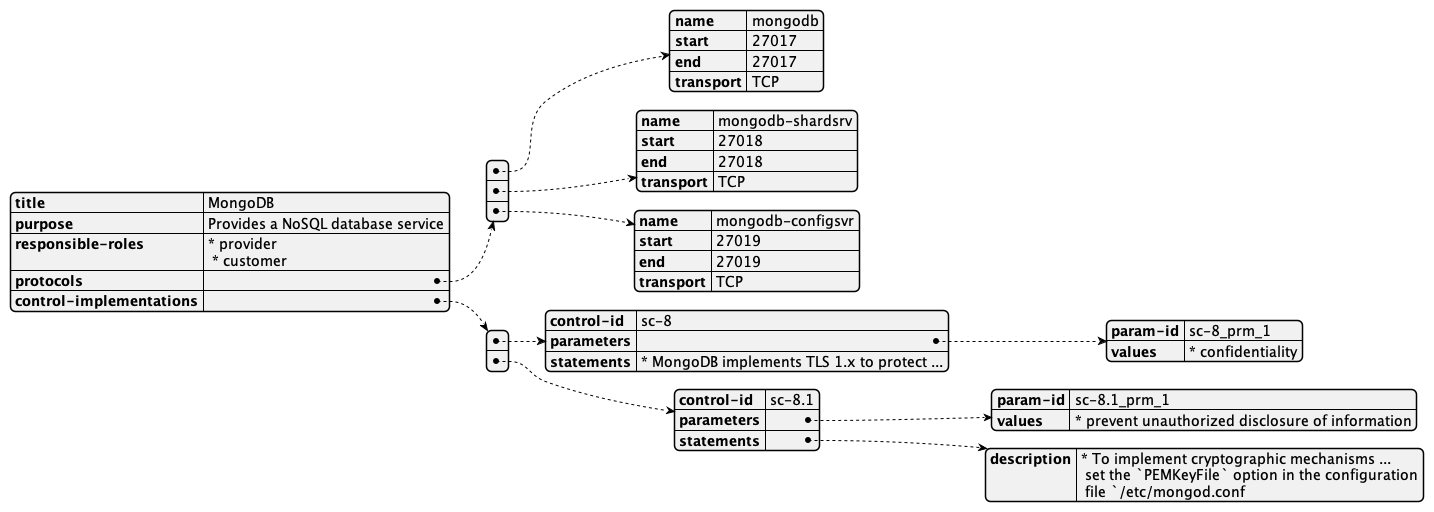 title MongoDB
purpose Provides a NoSQL database service
responsible-roles * provider
* customer
protocols
control-implementations
name mongodb
start 27017
end 27017
transport TCP
name mongodb-shardsrv
start 27018
end 27018
transport TCP
name mongodb-configsvr
start 27019
end 27019
transport TCP
control-id sc-8
parameters
statements * MongoDB implements TLS 1.x to protect ...
param-id sc-8_prm_1
values * confidentiality
control-id sc-8.1
parameters
statements
param-id sc-8.1_prm_1
values * prevent unauthorized disclosure of information
description * To implement cryptographic mechanisms ...
set the `PEMKeyFile` option in the configuration
file `/etc/mongod.conf